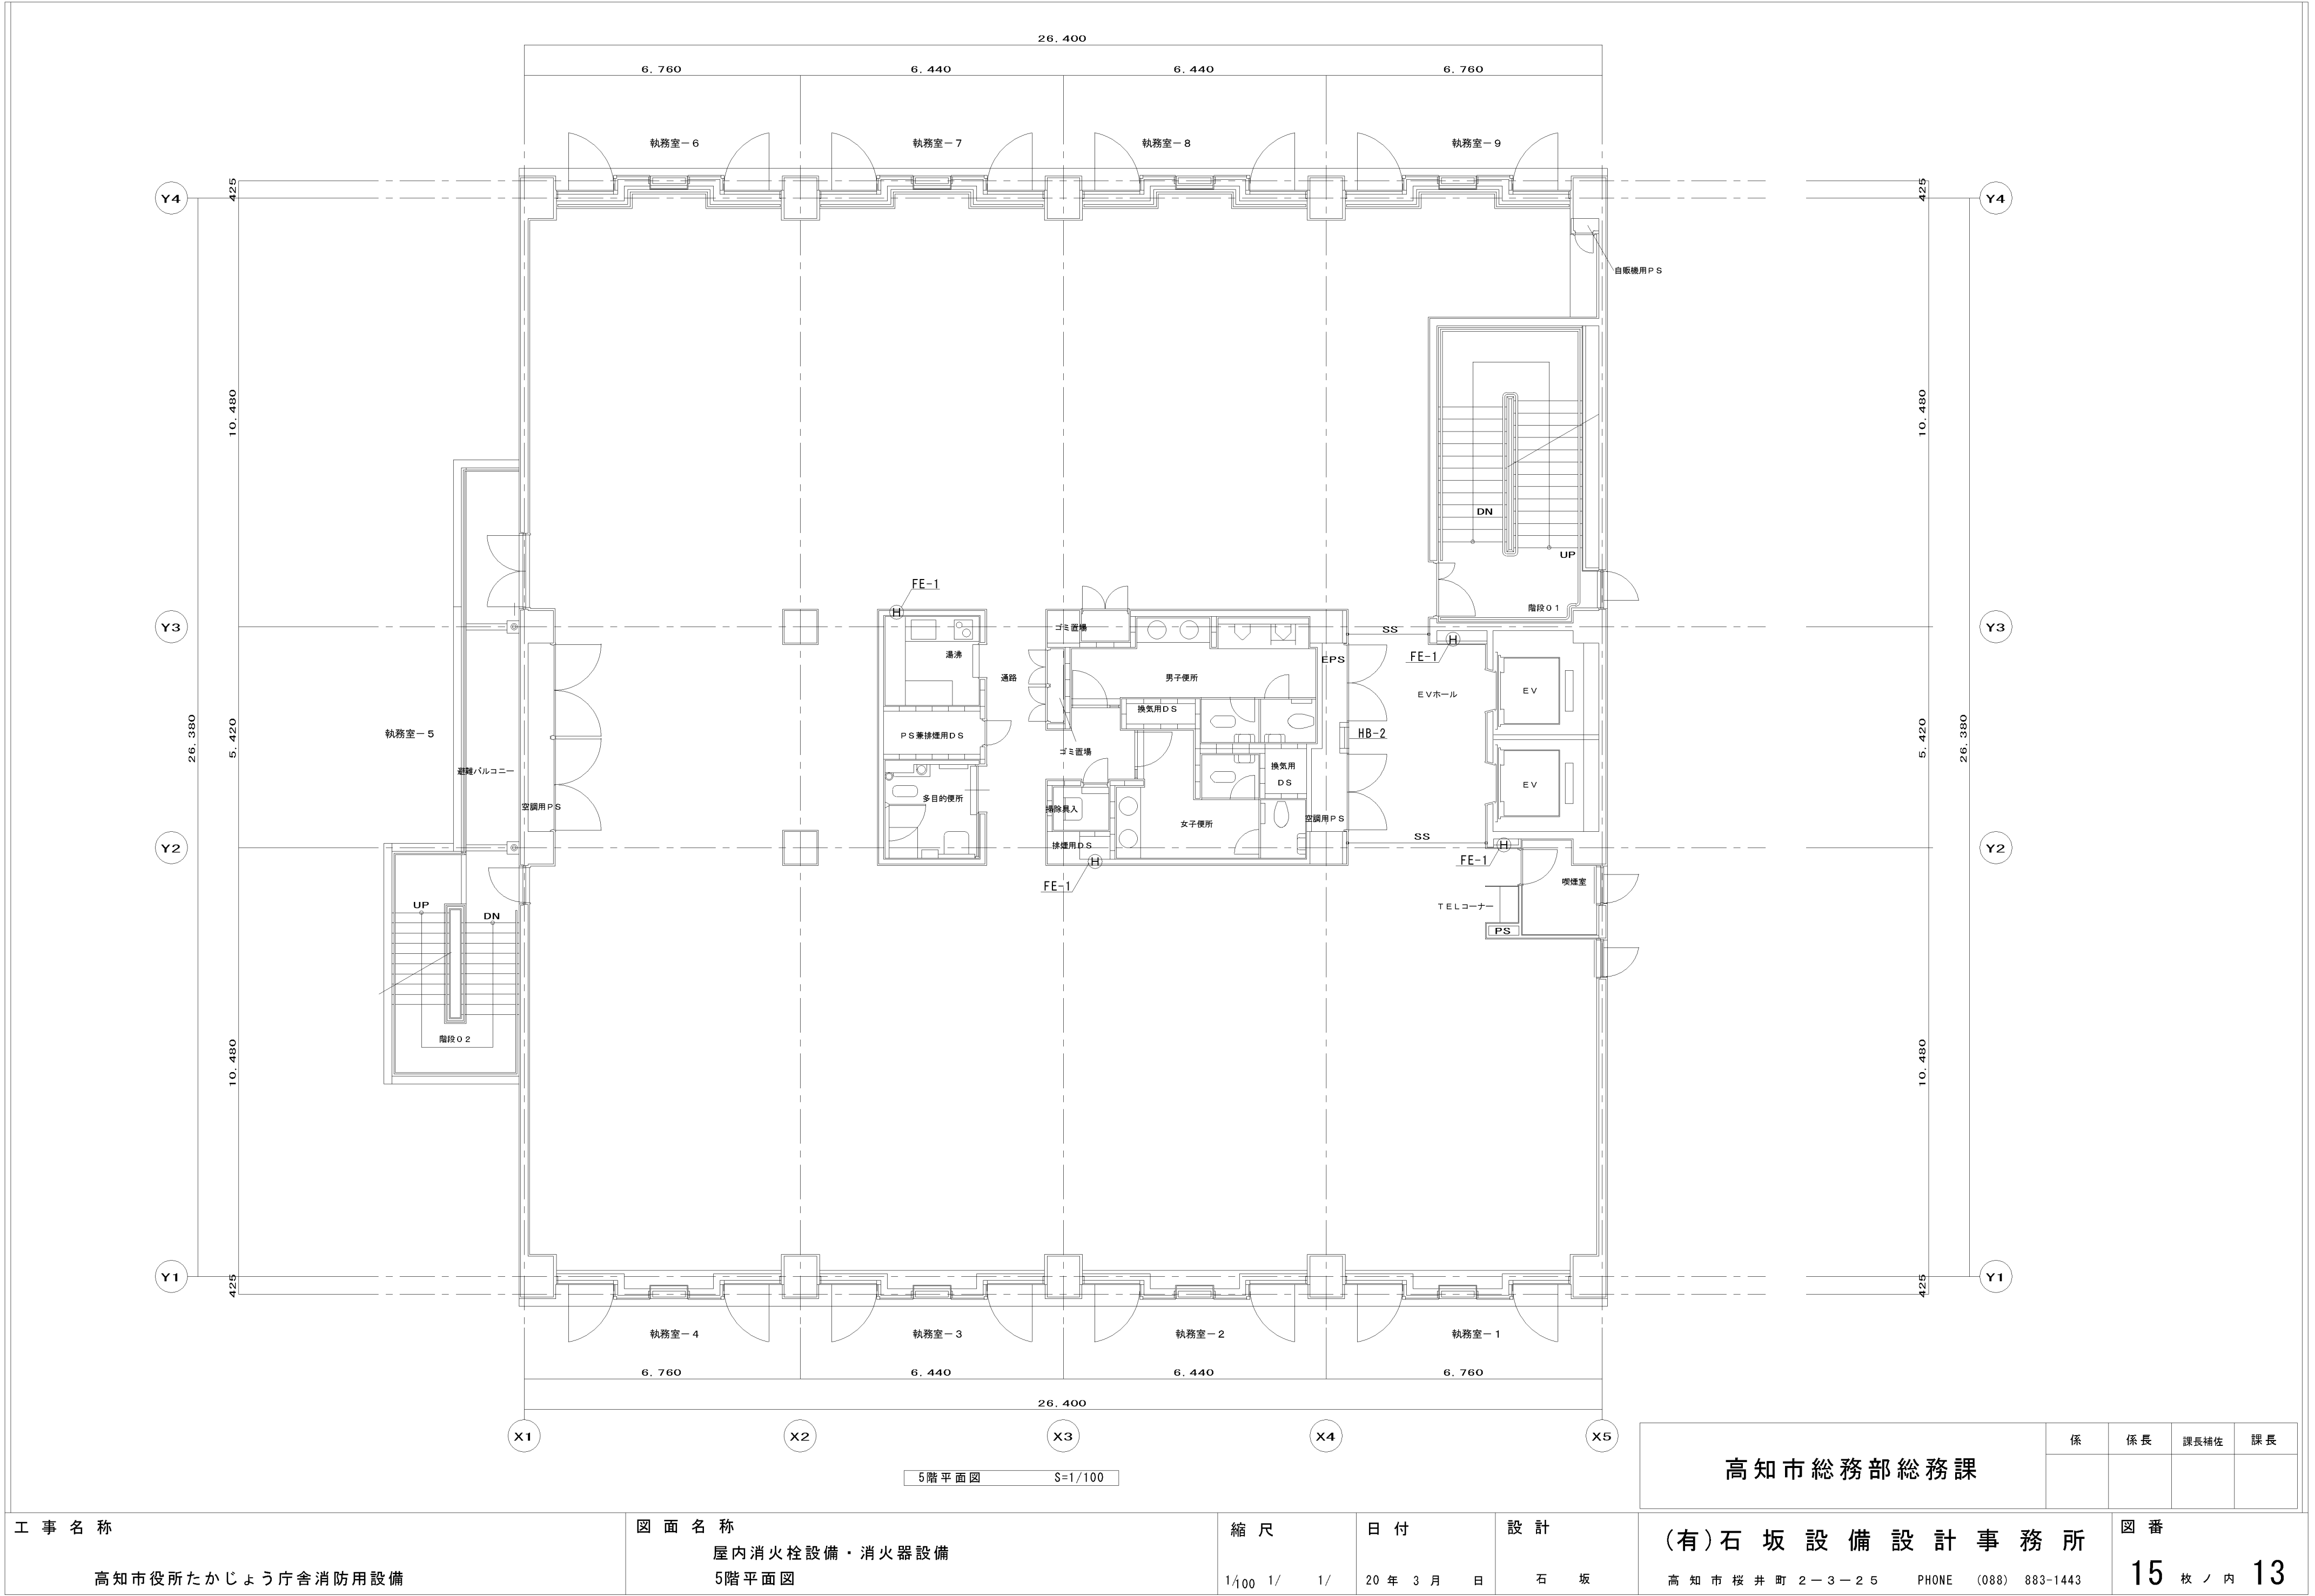 26,400
6,760 6,440 6,440 6,760
執務室－6 執務室－7 執務室－8 執務室－9
425 425
Y4 Y4
自販機用PS
10,480 10,480
DN
UP
FE-1
階段01
Y3 Y3
ゴミ置場 SS
FE-1
湯沸 EPS
通路 男子便所
EVホール EV
換気用DS
26,380 5,420 執務室－5 PS兼排煙用DS HB-2 5,420 26,380
ゴミ置場
避難バルコニー 換気用
DS
EV
空調用PS 多目的便所 掃除具入
女子便所 空調用PS
SS
Y2 排煙用DS Y2
FE-1
FE-1
喫煙室
UP DN TELコーナー
PS
階段02
10,480 10,480
Y1 Y1
425 425
執務室－4 執務室－3 執務室－2 執務室－1
6,760 6,440 6,440 6,760
26,400
X1 X2 X3 X4 X5
5階平面図 S=1/100
高知市総務部総務課 係 係長 課長補佐 課長
工事名称
高知市役所たかじょう庁舎消防用設備
図面名称
屋内消火栓設備・消火器設備
5階平面図
縮尺
1/100 1/ 1/
日付
20年 3月 日
設計
石 坂
(有)石坂設備設計事務所
高知市桜井町2－3－25 PHONE (088) 883-1443
図番
15 枚ノ内 13